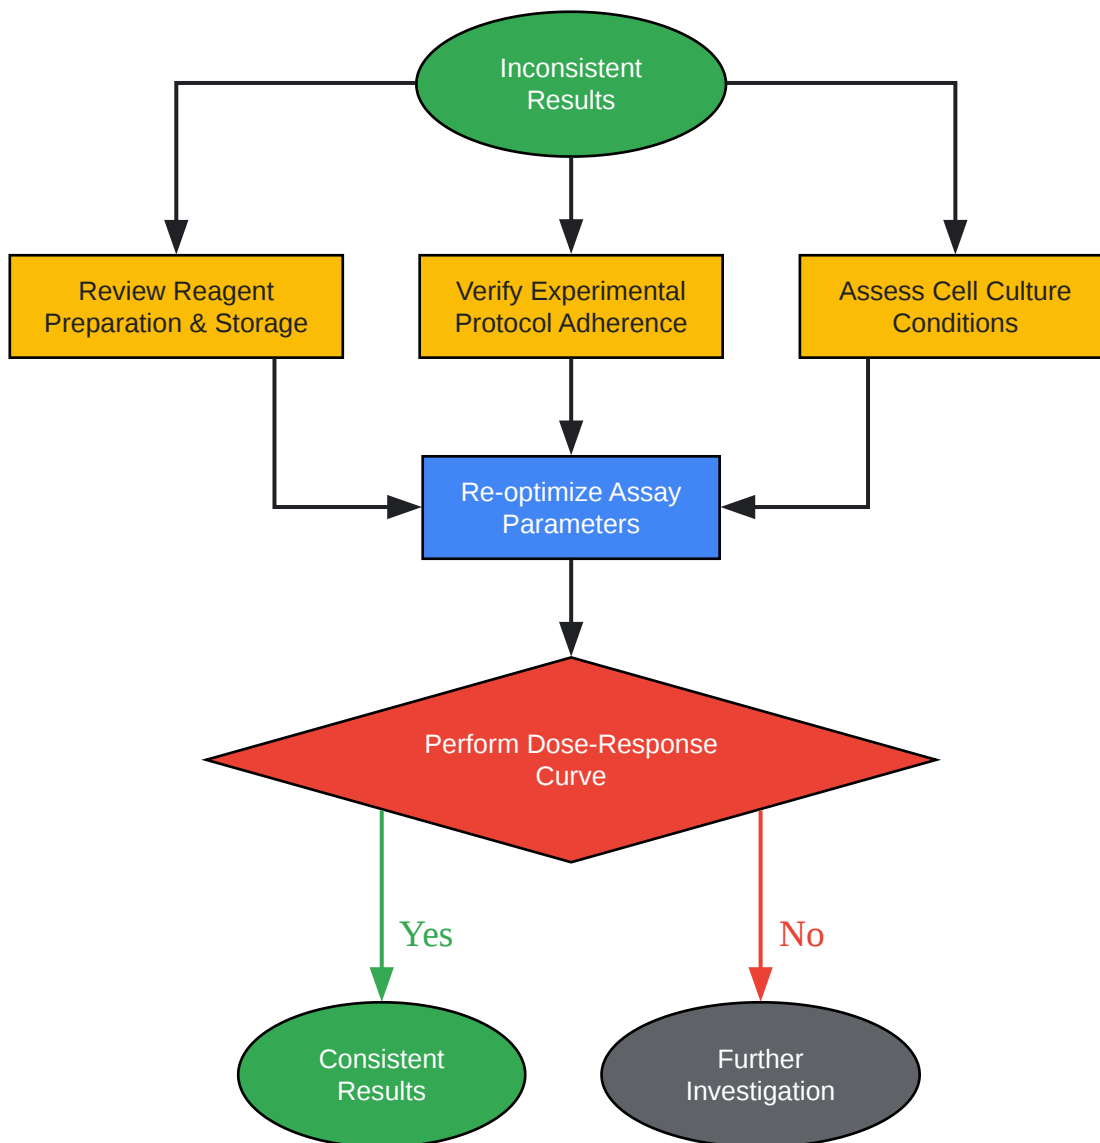 Inconsistent
Results
Review Reagent
Preparation & Storage
Verify Experimental
Protocol Adherence
Assess Cell Culture
Conditions
Re-optimize Assay
Parameters
Perform Dose-Response
Curve
Yes
No
Consistent
Results
Further
Investigation